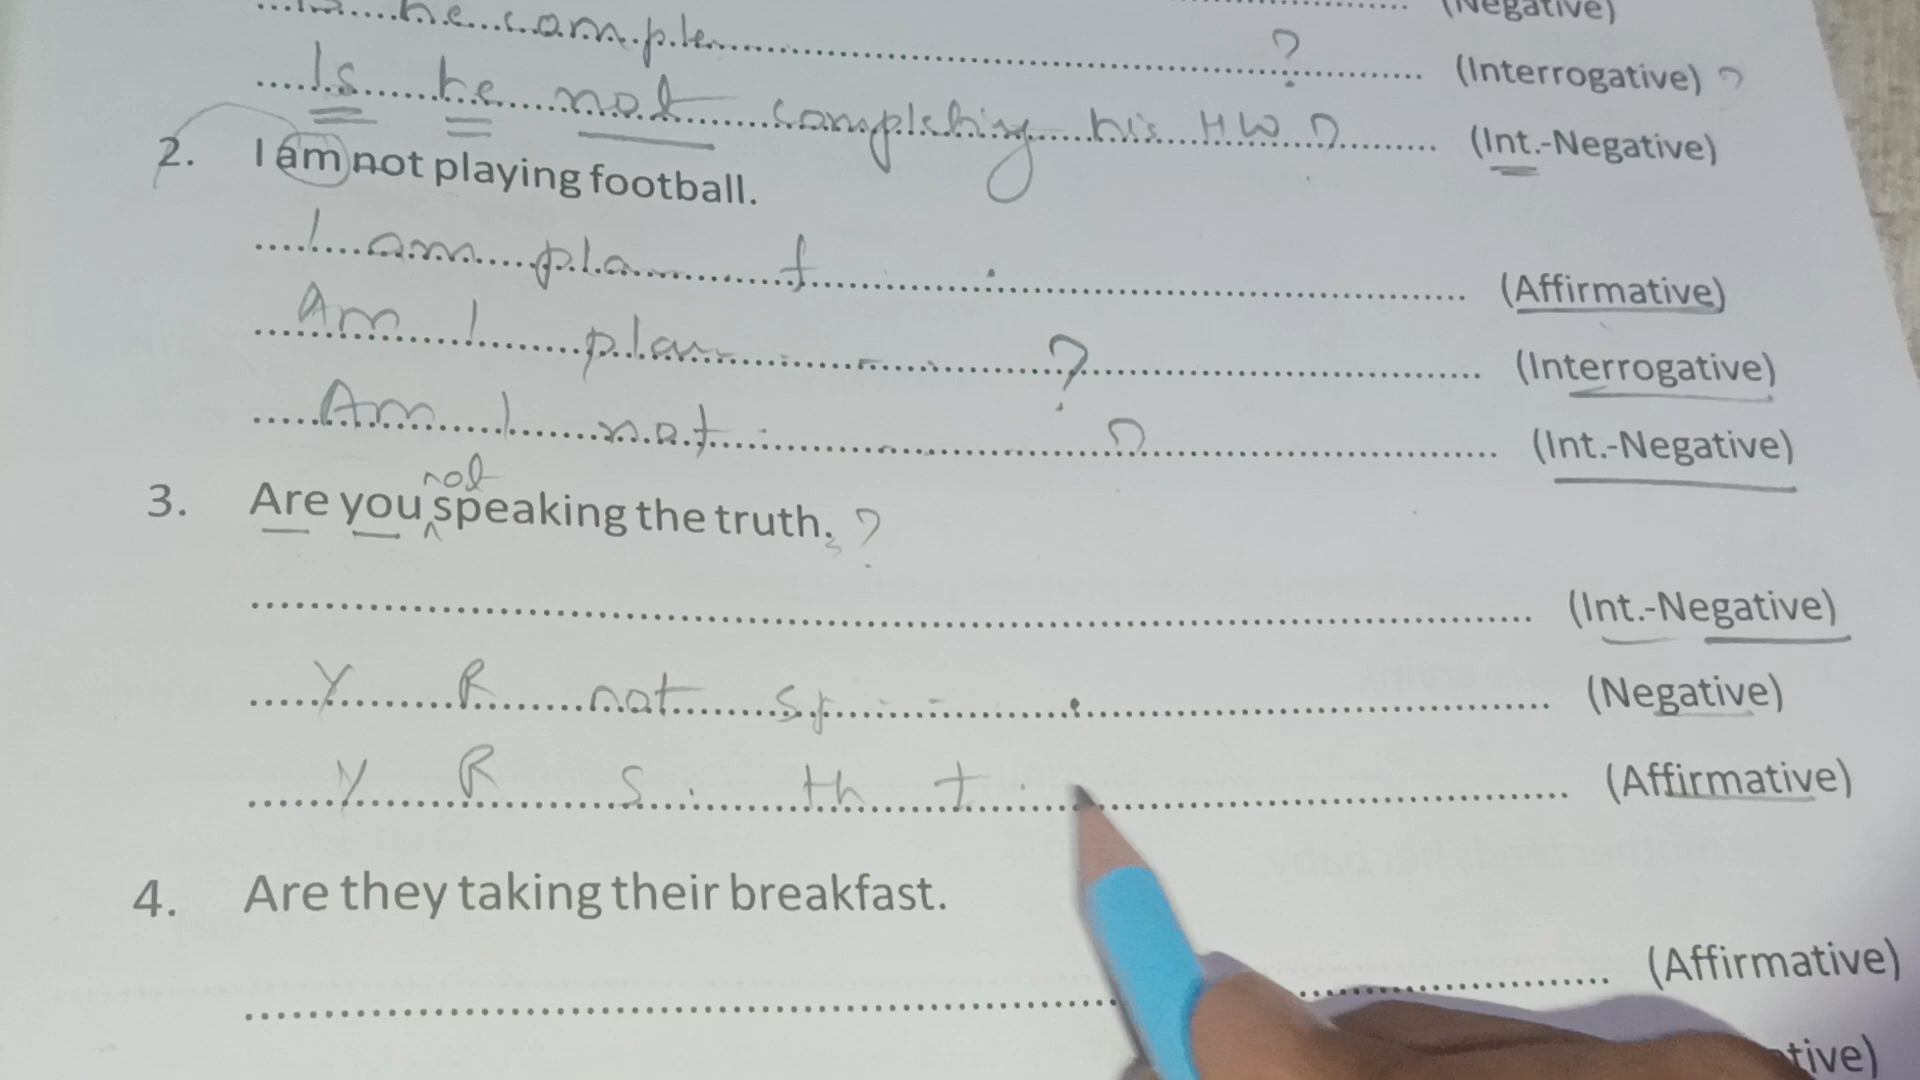 he comple (Negative)
? (Interrogative) ?
Is he not completing his HW ? (Int.-Negative)
2. I am not playing football.
I am pla f . (Affirmative)
Am I pla ? (Interrogative)
Am I not ? (Int.-Negative)
not
3. Are you speaking the truth. ?
(Int.-Negative)
Y R not sp . (Negative)
Y R S th t (Affirmative)
4. Are they taking their breakfast.
(Affirmative)
tive)